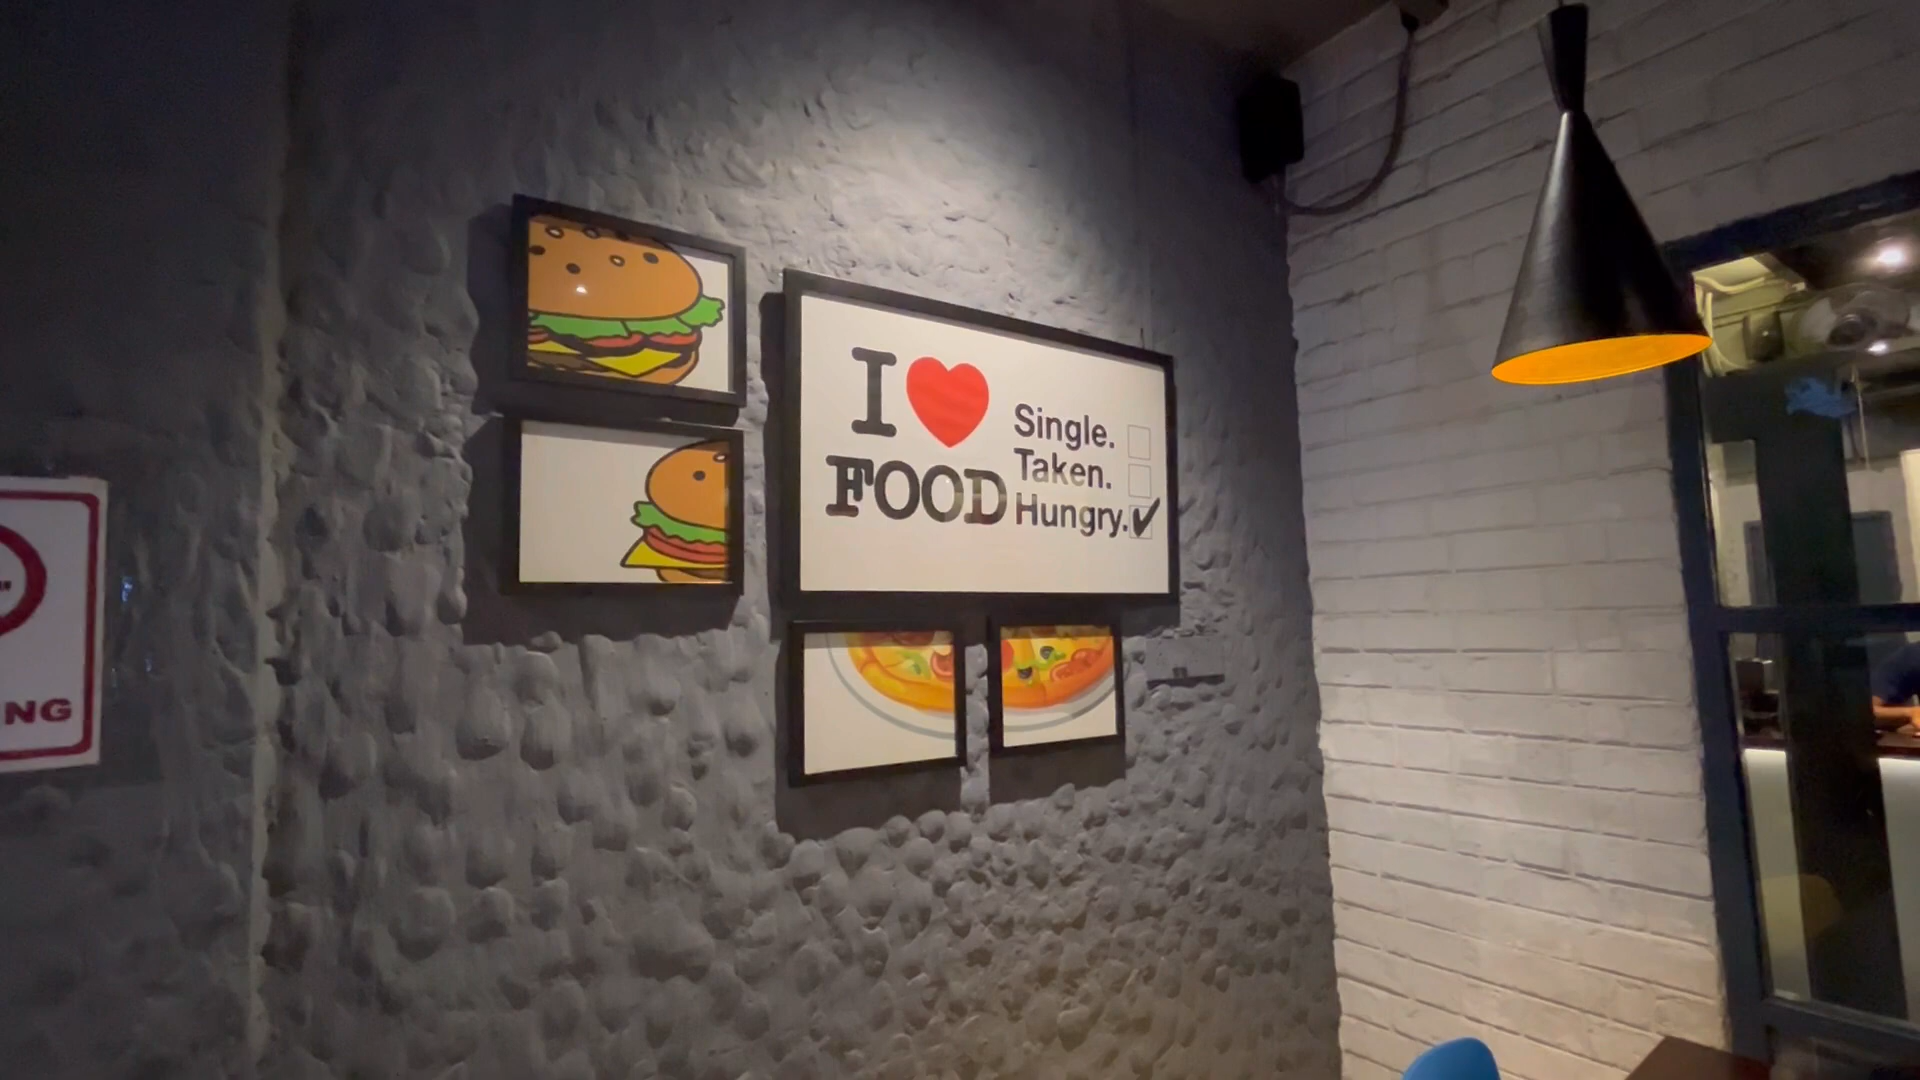 I ❤ FOOD
Single.
Taken.
Hungry.
NG